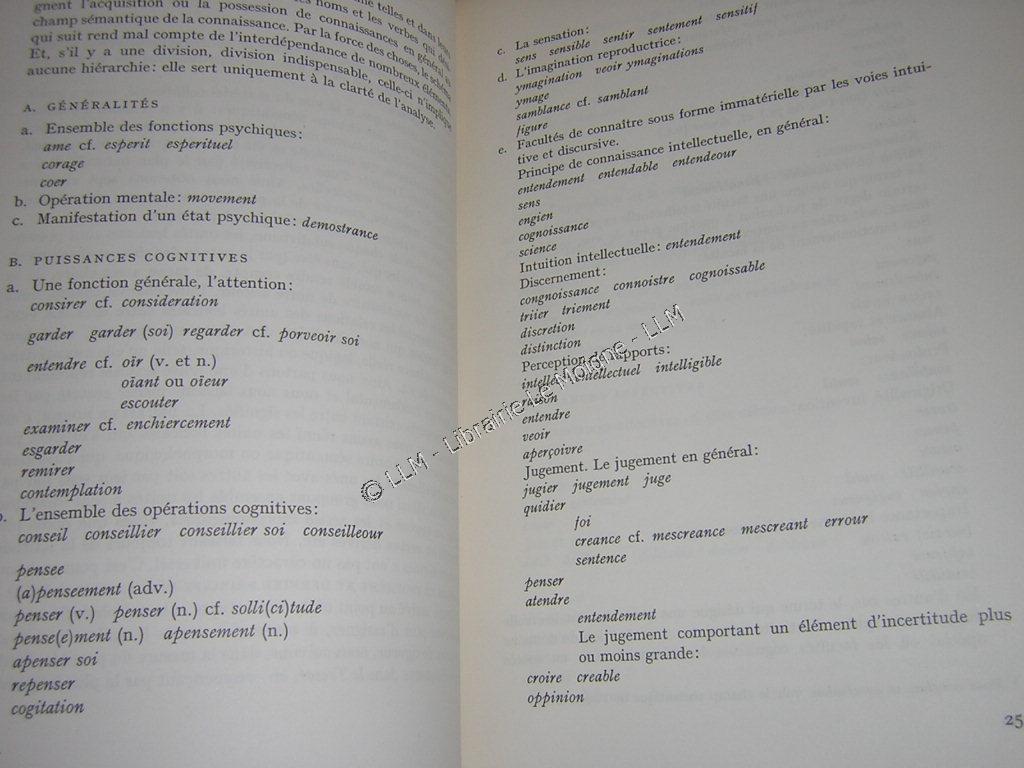 gnent l'acquisition ou la possession de connaissances en général au
champ sémantique de la connaissance. Par la force des choses, le schéma
qui suit rend mal compte de l'interdépendance de nombreux éléments.
Et, s'il y a une division, division indispensable, celle-ci n'implique
aucune hiérarchie: elle sert uniquement à la clarté de l'analyse.
A. GÉNÉRALITÉS
a. Ensemble des fonctions psychiques:
ame cf. esperit esperituel
corage
coer
b. Opération mentale: movement
c. Manifestation d'un état psychique: demostrance
B. PUISSANCES COGNITIVES
a. Une fonction générale, l'attention:
consirer cf. consideration
garder garder (soi) regarder cf. porveoir soi
entendre cf. oïr (v. et n.)
oïant ou oïeur
escouter
examiner cf. enchiercement
esgarder
remirer
contemplation
b. L'ensemble des opérations cognitives:
conseil conseillier conseillier soi conseilleour
pensee
(a)penseement (adv.)
penser (v.) penser (n.) cf. solli(ci)tude
pense(e)ment (n.) apensement (n.)
apenser soi
repenser
cogitation
c. La sensation:
sens sensible sentir sentement sensitif
d. L'imagination reproductrice:
ymagination veoir ymaginations
ymage
samblance cf. samblant
figure
e. Facultés de connaître sous forme immatérielle par les voies intui-
tive et discursive.
Principe de connaissance intellectuelle, en général:
entendement entendable entendeour
sens
engien
cognoissance
science
Intuition intellectuelle: entendement
Discernement:
congnoissance connoistre cognoissable
triier triement
discretion
distinction
Perception de rapports:
intellect intellectuel intelligible
raison
entendre
veoir
aperçoivre
Jugement. Le jugement en général:
jugier jugement juge
quidier
foi
creance cf. mescreance mescreant errour
sentence
penser
atendre
entendement
Le jugement comportant un élément d'incertitude plus
ou moins grande:
croire creable
oppinion
25
© LLM - Librairie Le Moigne - LLM